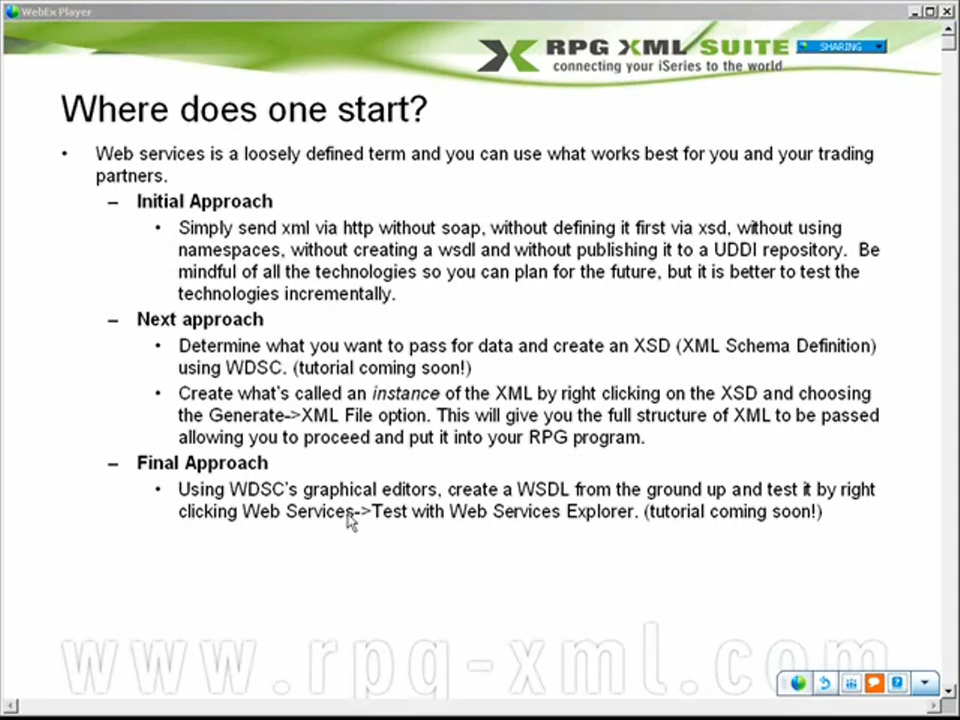 WebEx Player
RPG XML SUITE
SHARING
connecting your iSeries to the world
Where does one start?
• Web services is a loosely defined term and you can use what works best for you and your trading
partners.
– Initial Approach
• Simply send xml via http without soap, without defining it first via xsd, without using
namespaces, without creating a wsdl and without publishing it to a UDDI repository. Be
mindful of all the technologies so you can plan for the future, but it is better to test the
technologies incrementally.
– Next approach
• Determine what you want to pass for data and create an XSD (XML Schema Definition)
using WDSC. (tutorial coming soon!)
• Create what's called an instance of the XML by right clicking on the XSD and choosing
the Generate->XML File option. This will give you the full structure of XML to be passed
allowing you to proceed and put it into your RPG program.
– Final Approach
• Using WDSC's graphical editors, create a WSDL from the ground up and test it by right
clicking Web Services->Test with Web Services Explorer. (tutorial coming soon!)
www.rpg-xml.com